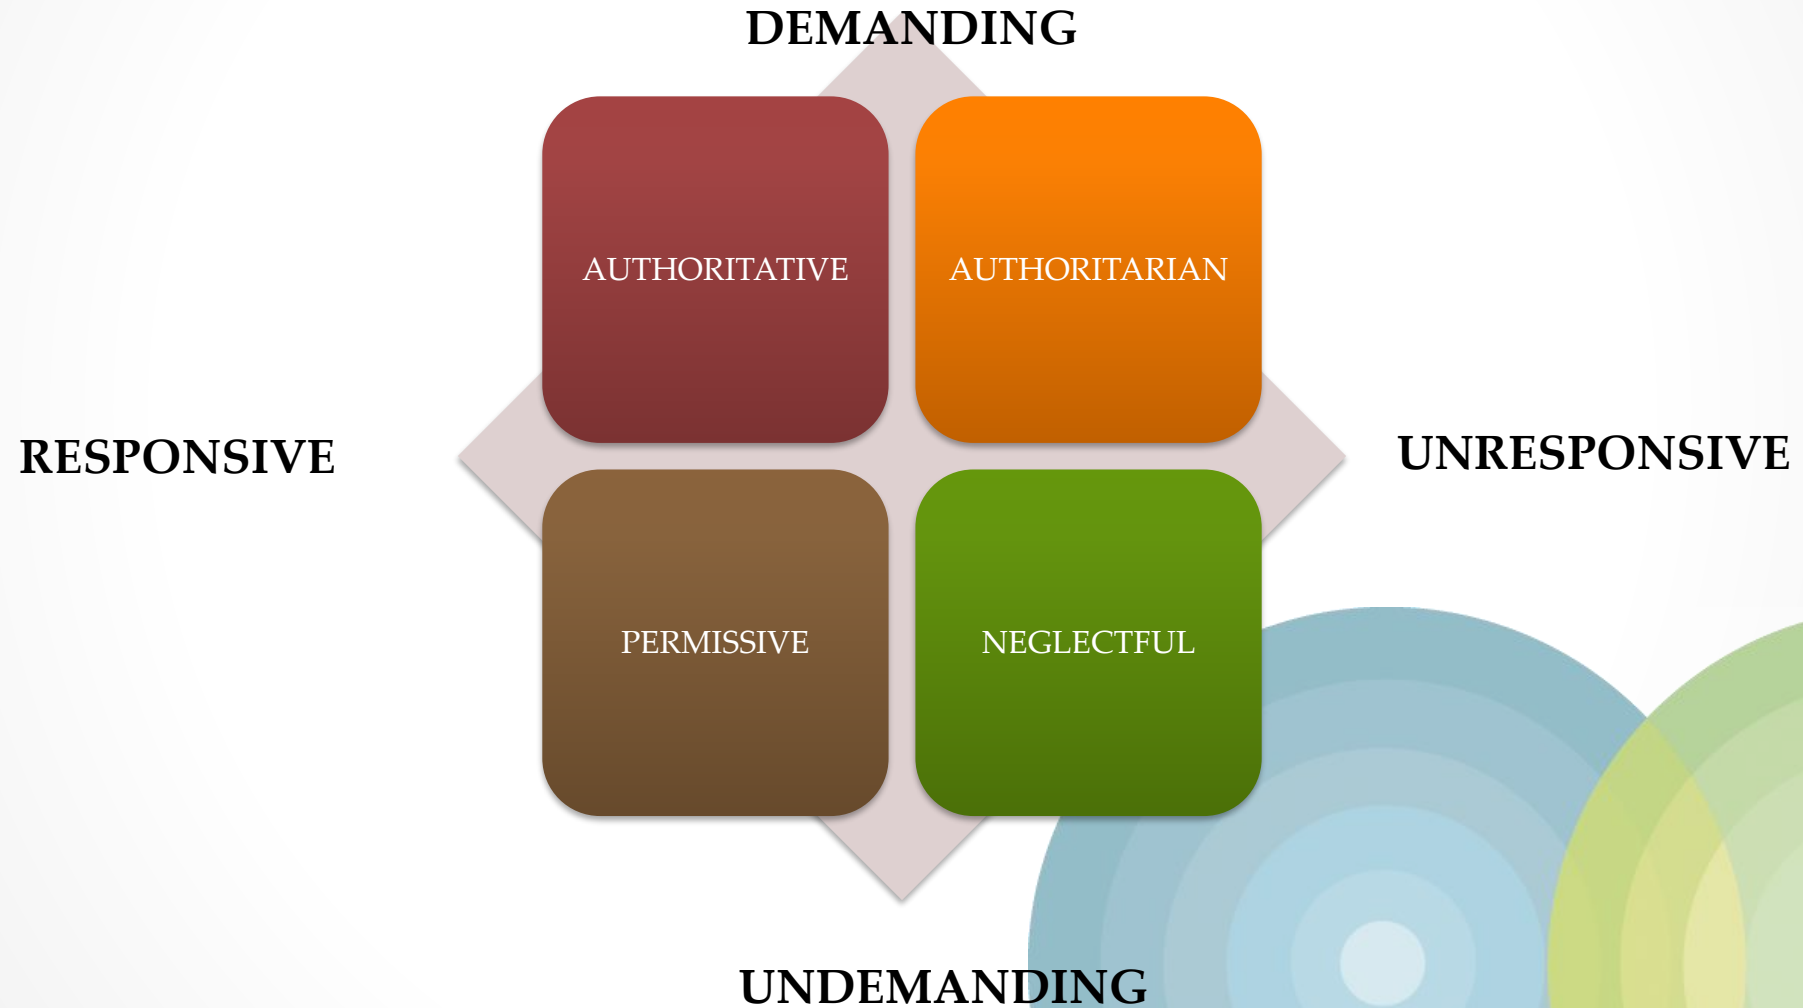 DEMANDING
AUTHORITATIVE
AUTHORITARIAN
RESPONSIVE
UNRESPONSIVE
PERMISSIVE
NEGLECTFUL
UNDEMANDING